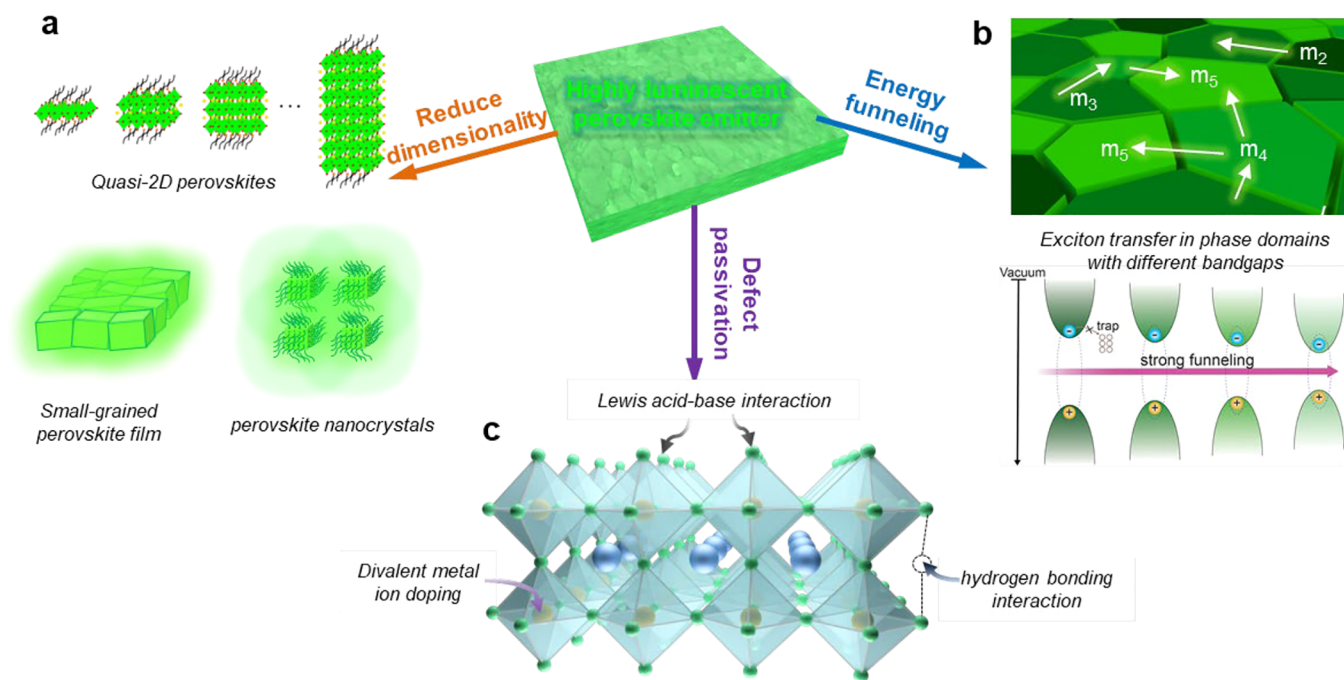 a
Quasi-2D perovskites
...
Small-grained
perovskite film
perovskite nanocrystals
Reduce
dimensionality
Highly luminescent
perovskite emitter
Energy
funneling
Defect
passivation
b
m2
m5
m3
m5
m4
Exciton transfer in phase domains
with different bandgaps
Vacuum
trap
strong funneling
- - - -
+ + + +
c
Lewis acid-base interaction
Divalent metal
ion doping
hydrogen bonding
interaction